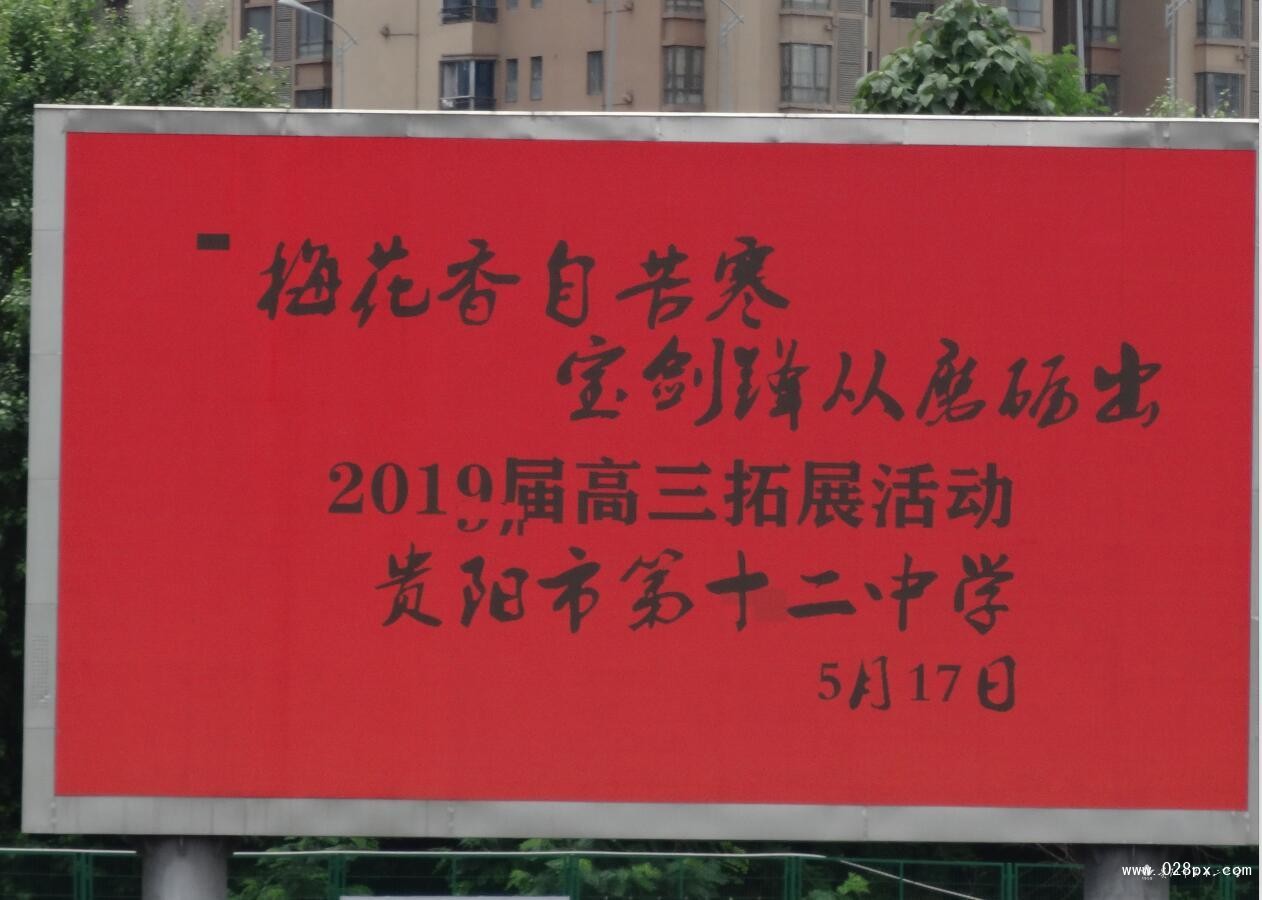 梅花香自苦寒
宝剑锋从磨砺出
2019届高三拓展活动
贵阳市第十二中学
5月17日
www.028px.com